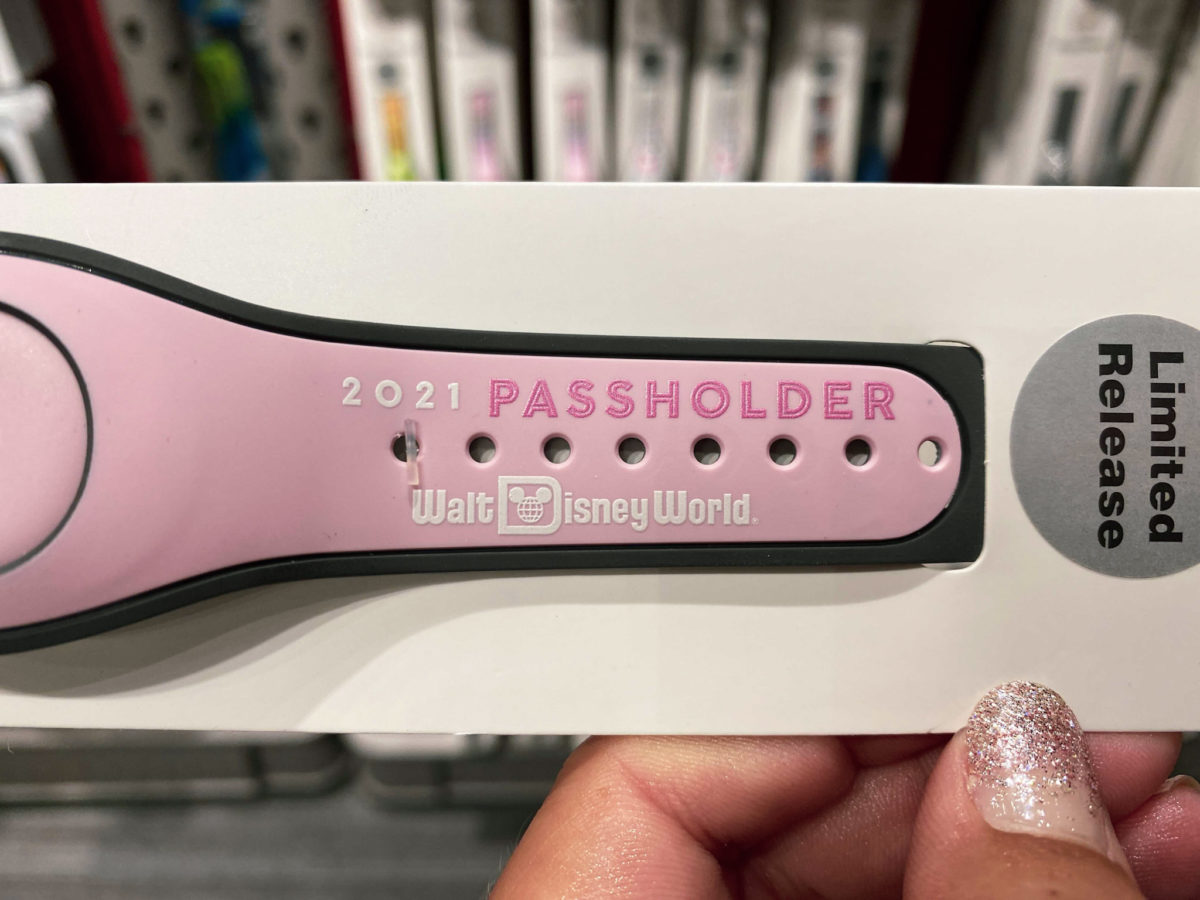 2021 PASSHOLDER
Walt Disney World
Limited
Release